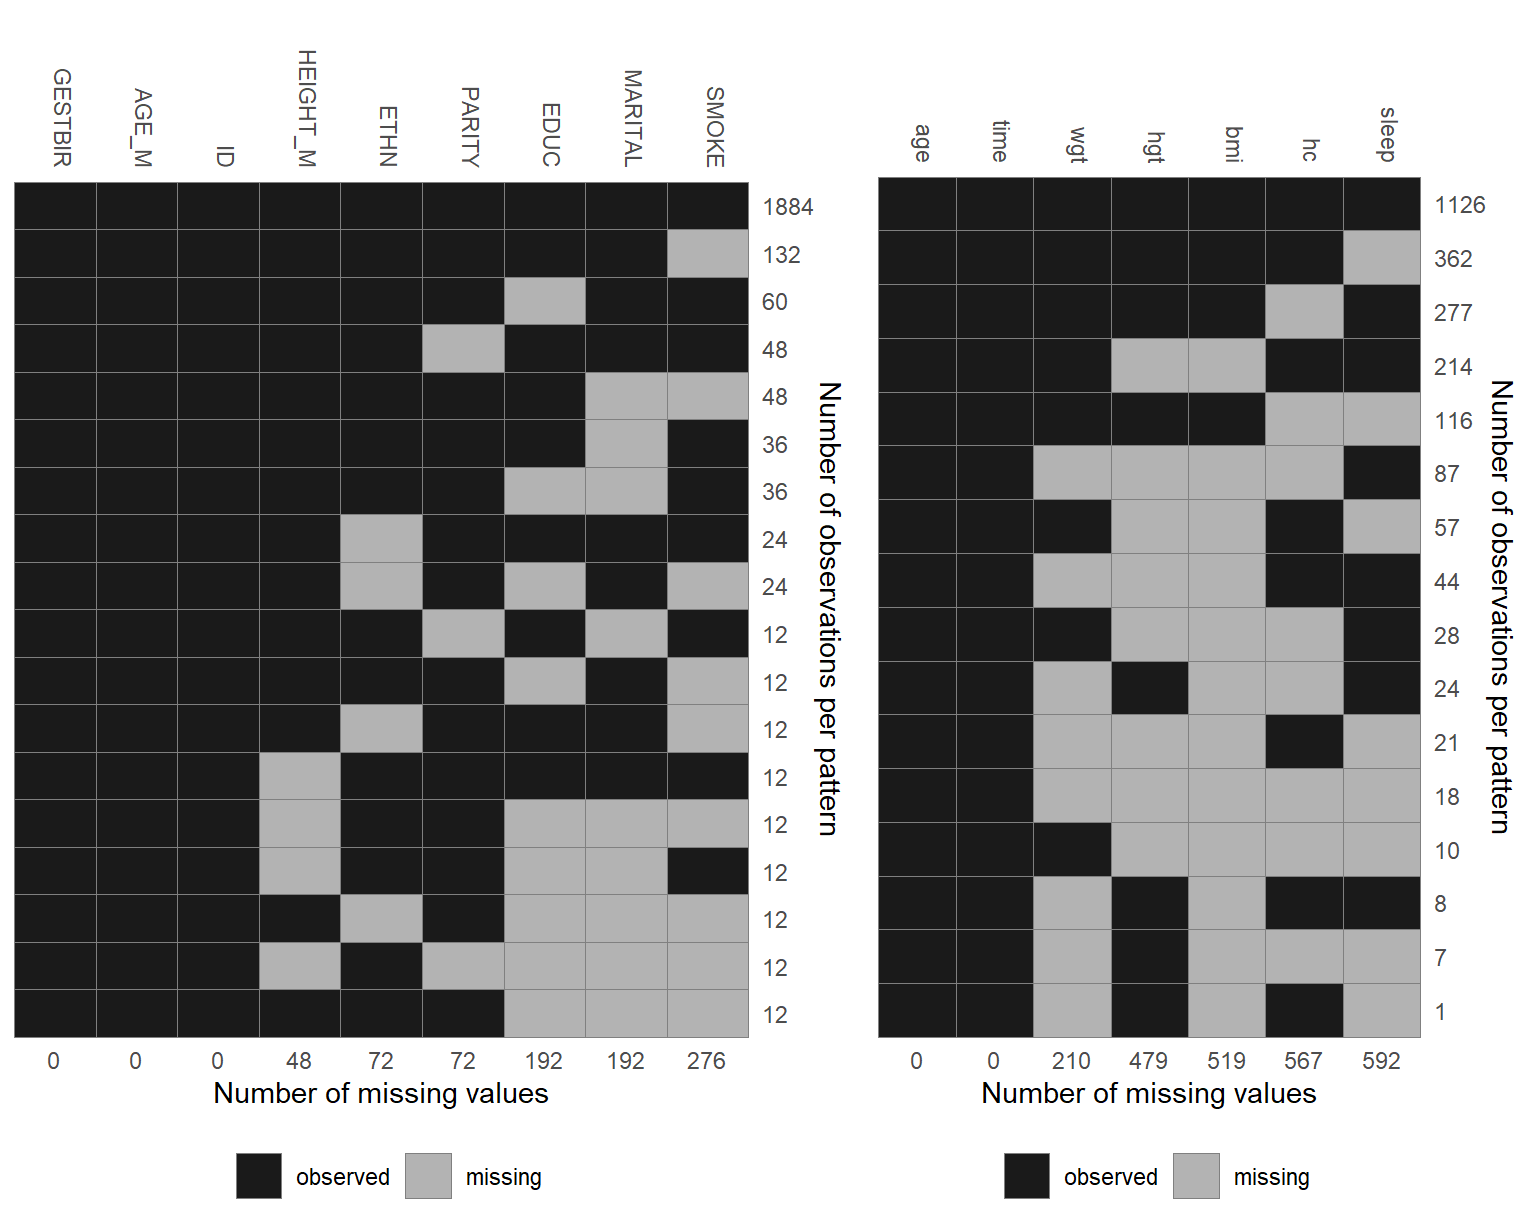 GESTBIR
AGE_M
ID
HEIGHT_M
ETHN
PARITY
EDUC
MARITAL
SMOKE
1884
132
60
48
48
36
36
24
24
12
12
12
12
12
12
12
12
12
Number of observations per pattern
0 0 0 48 72 72 192 192 276
Number of missing values
observed missing
age
time
wgt
hgt
bmi
hc
sleep
1126
362
277
214
116
87
57
44
28
24
21
18
10
8
7
1
Number of observations per pattern
0 0 210 479 519 567 592
Number of missing values
observed missing